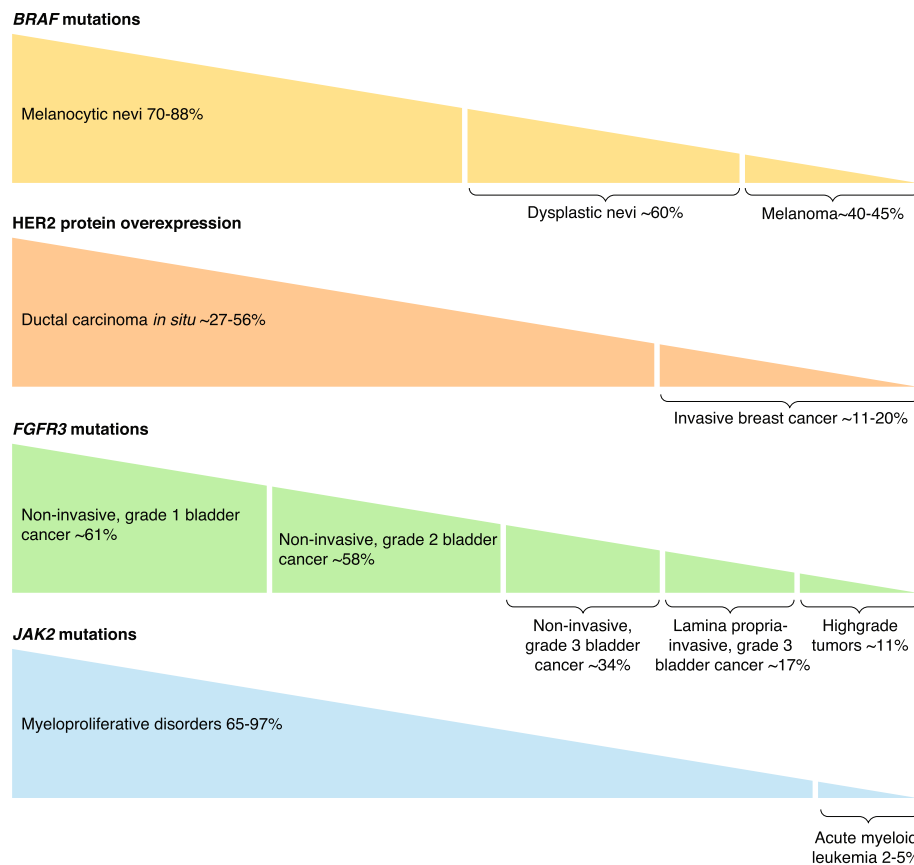 BRAF mutations
Melanocytic nevi 70-88%
Dysplastic nevi ~60%
Melanoma~40-45%
HER2 protein overexpression
Ductal carcinoma in situ ~27-56%
Invasive breast cancer ~11-20%
FGFR3 mutations
Non-invasive, grade 1 bladder
cancer ~61%
Non-invasive, grade 2 bladder
cancer ~58%
Non-invasive,
grade 3 bladder
cancer ~34%
Lamina propria-
invasive, grade 3
bladder cancer ~17%
Highgrade
tumors ~11%
JAK2 mutations
Myeloproliferative disorders 65-97%
Acute myeloid
leukemia 2-5%